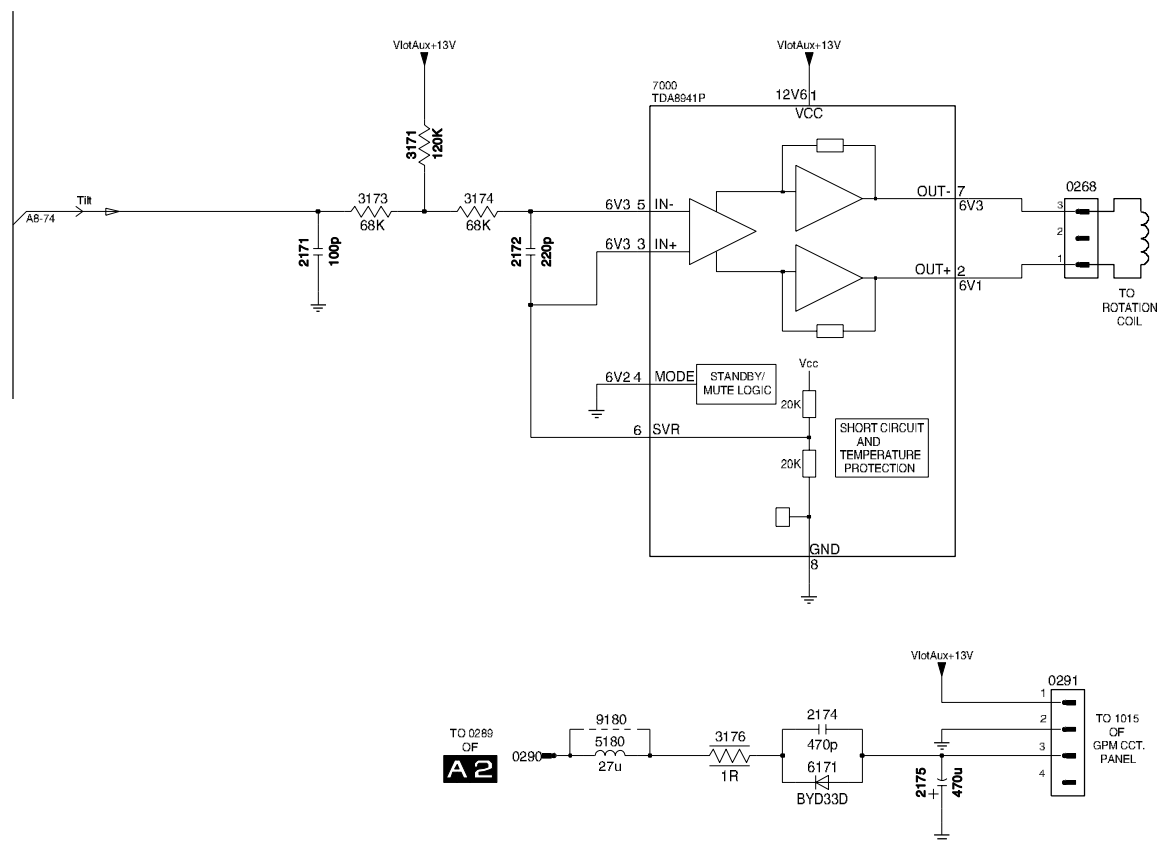 VlotAux+13V
VlotAux+13V
7000
TDA8941P
12V6 1
VCC
3171
120K
Tilt
A8-74
3173
68K
3174
68K
2171
100p
2172
220p
6V3 5 IN-
6V3 3 IN+
OUT- 7
6V3
OUT+ 2
6V1
0268
3
2
1
TO
ROTATION
COIL
6V2 4 MODE
STANDBY/
MUTE LOGIC
Vcc
20K
6 SVR
20K
SHORT CIRCUIT
AND
TEMPERATURE
PROTECTION
GND
8
VlotAux+13V
0291
1
2
3
4
TO 1015
OF
GPM CCT.
PANEL
TO 0289
OF
A 2
0290
9180
5180
27u
3176
1R
2174
470p
6171
BYD33D
2175
+
470u